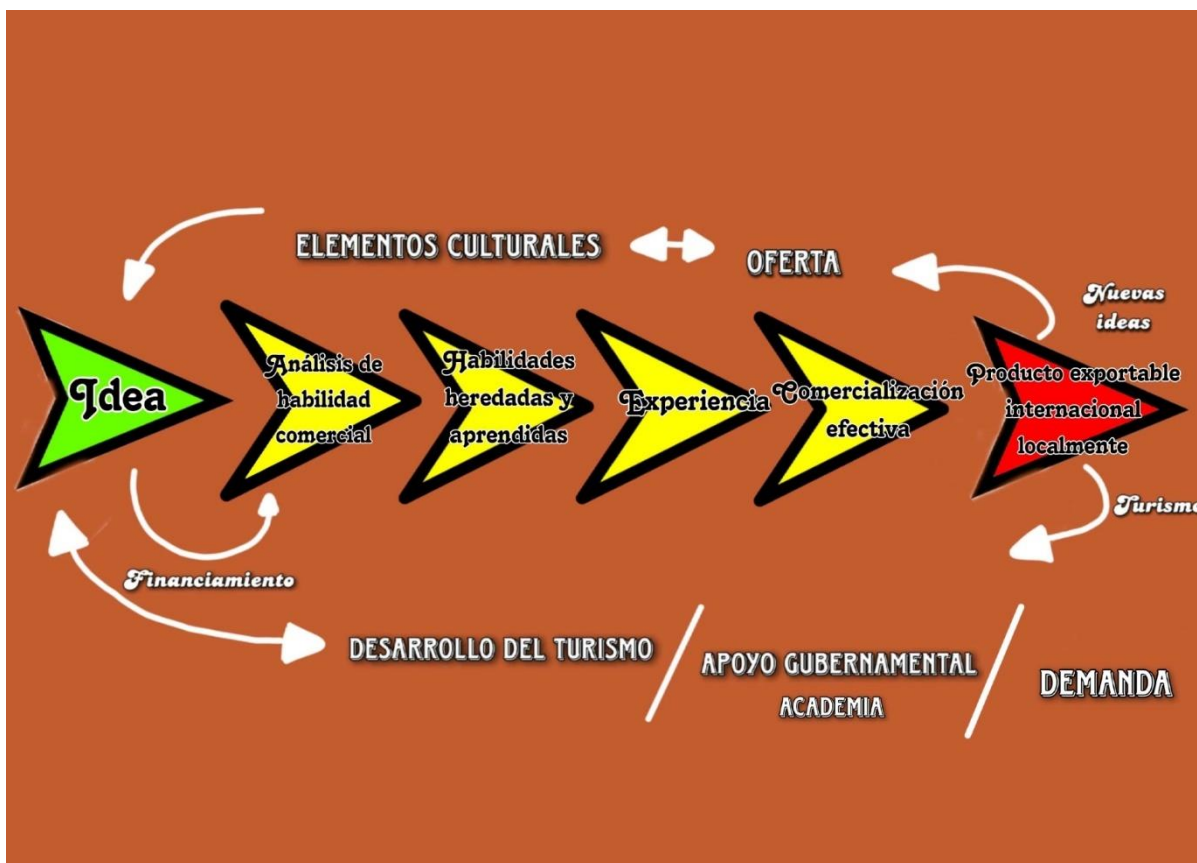 ELEMENTOS CULTURALES
OFERTA
Nuevas
ideas
Idea
Análisis de
habilidad
comercial
Habilidades
heredadas y
aprendidas
Experiencia
Comercialización
efectiva
Producto exportable
internacional
localmente
Turismo
Financiamiento
DESARROLLO DEL TURISMO
APOYO GUBERNAMENTAL
ACADEMIA
DEMANDA